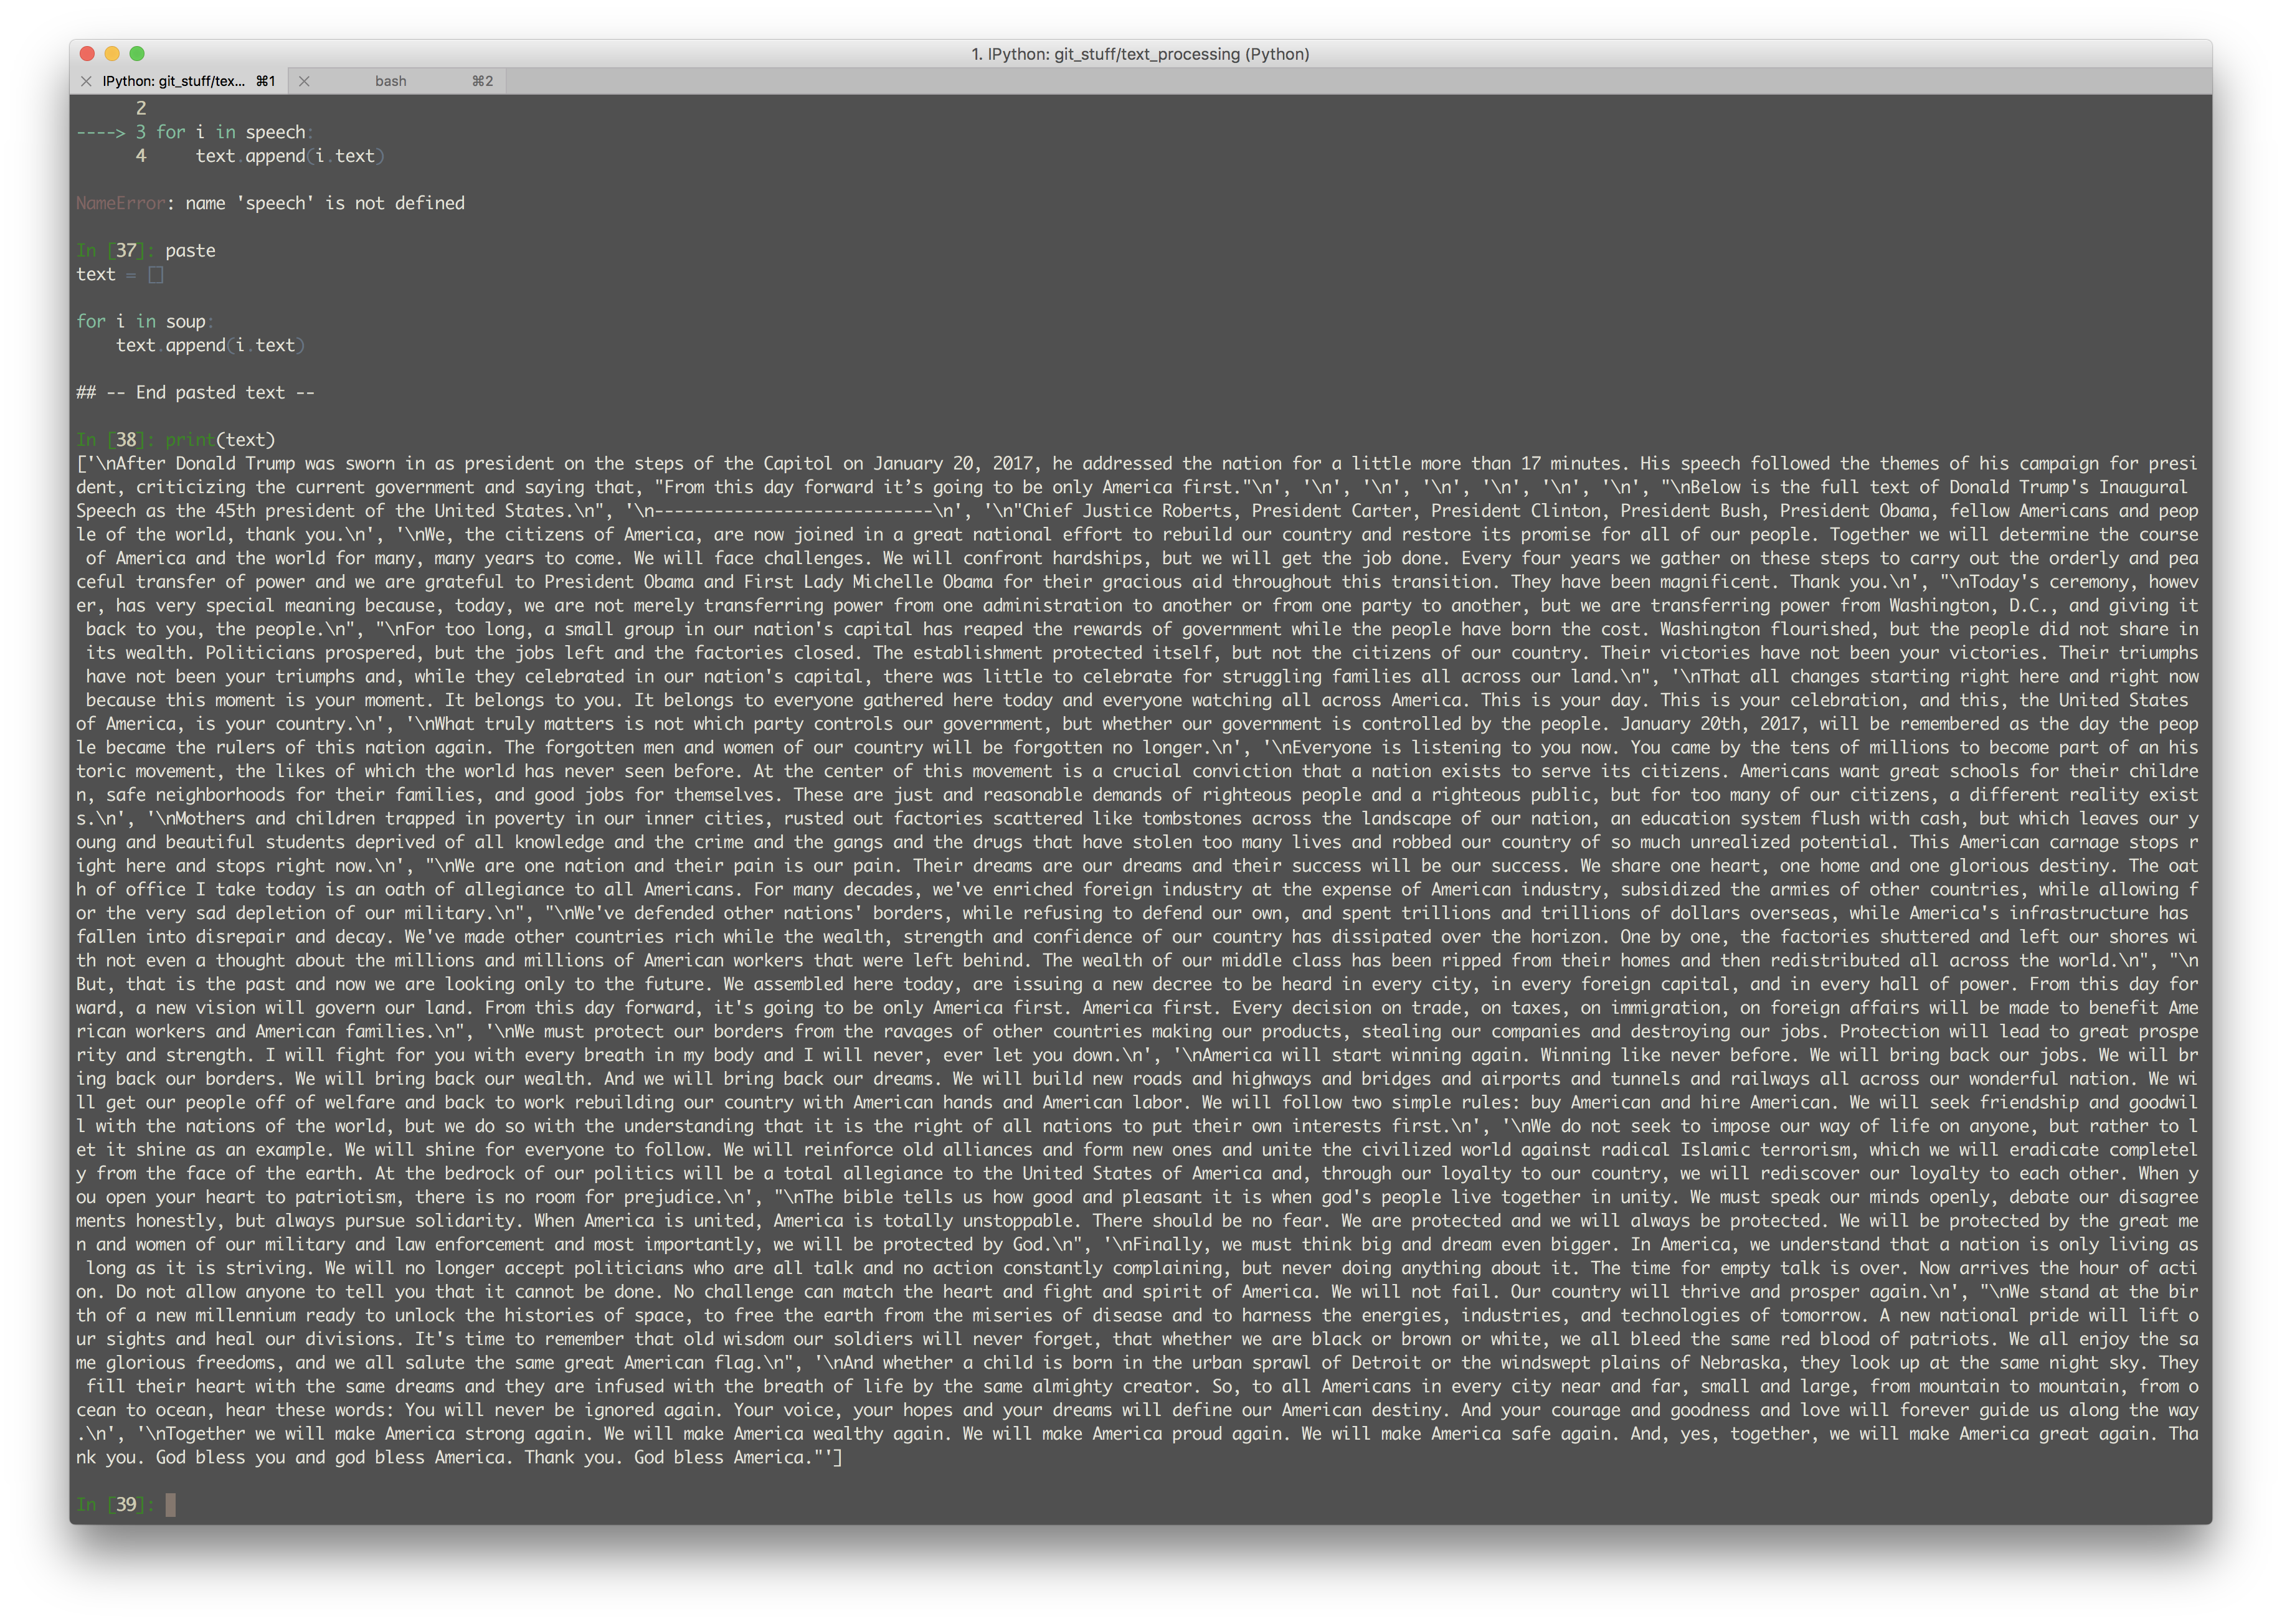 1. IPython: git_stuff/text_processing (Python)
IPython: git_stuff/tex... ⌘1 bash ⌘2
2
----> 3 for i in speech:
4     text.append(i.text)
NameError: name 'speech' is not defined
In [37]: paste
text = []
for i in soup:
    text.append(i.text)
## -- End pasted text --
In [38]: print(text)
['\nAfter Donald Trump was sworn in as president on the steps of the Capitol on January 20, 2017, he addressed the nation for a little more than 17 minutes. His speech followed the themes of his campaign for presi
dent, criticizing the current government and saying that, "From this day forward it’s going to be only America first."\n', '\n', '\n', '\n', '\n', '\n', '\n', "\nBelow is the full text of Donald Trump's Inaugural
Speech as the 45th president of the United States.\n", '\n----------------------------\n', '\n"Chief Justice Roberts, President Carter, President Clinton, President Bush, President Obama, fellow Americans and peop
le of the world, thank you.\n', '\nWe, the citizens of America, are now joined in a great national effort to rebuild our country and restore its promise for all of our people. Together we will determine the course
 of America and the world for many, many years to come. We will face challenges. We will confront hardships, but we will get the job done. Every four years we gather on these steps to carry out the orderly and pea
ceful transfer of power and we are grateful to President Obama and First Lady Michelle Obama for their gracious aid throughout this transition. They have been magnificent. Thank you.\n', "\nToday's ceremony, howev
er, has very special meaning because, today, we are not merely transferring power from one administration to another or from one party to another, but we are transferring power from Washington, D.C., and giving it
 back to you, the people.\n", "\nFor too long, a small group in our nation's capital has reaped the rewards of government while the people have born the cost. Washington flourished, but the people did not share in
 its wealth. Politicians prospered, but the jobs left and the factories closed. The establishment protected itself, but not the citizens of our country. Their victories have not been your victories. Their triumphs
 have not been your triumphs and, while they celebrated in our nation's capital, there was little to celebrate for struggling families all across our land.\n", '\nThat all changes starting right here and right now
 because this moment is your moment. It belongs to you. It belongs to everyone gathered here today and everyone watching all across America. This is your day. This is your celebration, and this, the United States
of America, is your country.\n', '\nWhat truly matters is not which party controls our government, but whether our government is controlled by the people. January 20th, 2017, will be remembered as the day the peop
le became the rulers of this nation again. The forgotten men and women of our country will be forgotten no longer.\n', '\nEveryone is listening to you now. You came by the tens of millions to become part of an his
toric movement, the likes of which the world has never seen before. At the center of this movement is a crucial conviction that a nation exists to serve its citizens. Americans want great schools for their childre
n, safe neighborhoods for their families, and good jobs for themselves. These are just and reasonable demands of righteous people and a righteous public, but for too many of our citizens, a different reality exist
s.\n', '\nMothers and children trapped in poverty in our inner cities, rusted out factories scattered like tombstones across the landscape of our nation, an education system flush with cash, but which leaves our y
oung and beautiful students deprived of all knowledge and the crime and the gangs and the drugs that have stolen too many lives and robbed our country of so much unrealized potential. This American carnage stops r
ight here and stops right now.\n', "\nWe are one nation and their pain is our pain. Their dreams are our dreams and their success will be our success. We share one heart, one home and one glorious destiny. The oat
h of office I take today is an oath of allegiance to all Americans. For many decades, we've enriched foreign industry at the expense of American industry, subsidized the armies of other countries, while allowing f
or the very sad depletion of our military.\n", "\nWe've defended other nations' borders, while refusing to defend our own, and spent trillions and trillions of dollars overseas, while America's infrastructure has
fallen into disrepair and decay. We've made other countries rich while the wealth, strength and confidence of our country has dissipated over the horizon. One by one, the factories shuttered and left our shores wi
th not even a thought about the millions and millions of American workers that were left behind. The wealth of our middle class has been ripped from their homes and then redistributed all across the world.\n", "\n
But, that is the past and now we are looking only to the future. We assembled here today, are issuing a new decree to be heard in every city, in every foreign capital, and in every hall of power. From this day for
ward, a new vision will govern our land. From this day forward, it's going to be only America first. America first. Every decision on trade, on taxes, on immigration, on foreign affairs will be made to benefit Ame
rican workers and American families.\n", '\nWe must protect our borders from the ravages of other countries making our products, stealing our companies and destroying our jobs. Protection will lead to great prospe
rity and strength. I will fight for you with every breath in my body and I will never, ever let you down.\n', '\nAmerica will start winning again. Winning like never before. We will bring back our jobs. We will br
ing back our borders. We will bring back our wealth. And we will bring back our dreams. We will build new roads and highways and bridges and airports and tunnels and railways all across our wonderful nation. We wi
ll get our people off of welfare and back to work rebuilding our country with American hands and American labor. We will follow two simple rules: buy American and hire American. We will seek friendship and goodwil
l with the nations of the world, but we do so with the understanding that it is the right of all nations to put their own interests first.\n', '\nWe do not seek to impose our way of life on anyone, but rather to l
et it shine as an example. We will shine for everyone to follow. We will reinforce old alliances and form new ones and unite the civilized world against radical Islamic terrorism, which we will eradicate completel
y from the face of the earth. At the bedrock of our politics will be a total allegiance to the United States of America and, through our loyalty to our country, we will rediscover our loyalty to each other. When y
ou open your heart to patriotism, there is no room for prejudice.\n', "\nThe bible tells us how good and pleasant it is when god's people live together in unity. We must speak our minds openly, debate our disagree
ments honestly, but always pursue solidarity. When America is united, America is totally unstoppable. There should be no fear. We are protected and we will always be protected. We will be protected by the great me
n and women of our military and law enforcement and most importantly, we will be protected by God.\n", '\nFinally, we must think big and dream even bigger. In America, we understand that a nation is only living as
 long as it is striving. We will no longer accept politicians who are all talk and no action constantly complaining, but never doing anything about it. The time for empty talk is over. Now arrives the hour of acti
on. Do not allow anyone to tell you that it cannot be done. No challenge can match the heart and fight and spirit of America. We will not fail. Our country will thrive and prosper again.\n', "\nWe stand at the bir
th of a new millennium ready to unlock the histories of space, to free the earth from the miseries of disease and to harness the energies, industries, and technologies of tomorrow. A new national pride will lift o
ur sights and heal our divisions. It's time to remember that old wisdom our soldiers will never forget, that whether we are black or brown or white, we all bleed the same red blood of patriots. We all enjoy the sa
me glorious freedoms, and we all salute the same great American flag.\n", '\nAnd whether a child is born in the urban sprawl of Detroit or the windswept plains of Nebraska, they look up at the same night sky. They
 fill their heart with the same dreams and they are infused with the breath of life by the same almighty creator. So, to all Americans in every city near and far, small and large, from mountain to mountain, from o
cean to ocean, hear these words: You will never be ignored again. Your voice, your hopes and your dreams will define our American destiny. And your courage and goodness and love will forever guide us along the way
.\n', '\nTogether we will make America strong again. We will make America wealthy again. We will make America proud again. We will make America safe again. And, yes, together, we will make America great again. Tha
nk you. God bless you and god bless America. Thank you. God bless America."']
In [39]: